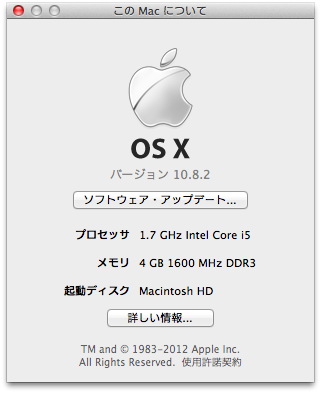 この Mac について
OS X
バージョン 10.8.2
ソフトウェア・アップデート...
プロセッサ 1.7 GHz Intel Core i5
メモリ 4 GB 1600 MHz DDR3
起動ディスク Macintosh HD
詳しい情報...
TM and © 1983-2012 Apple Inc.
All Rights Reserved. 使用許諾契約